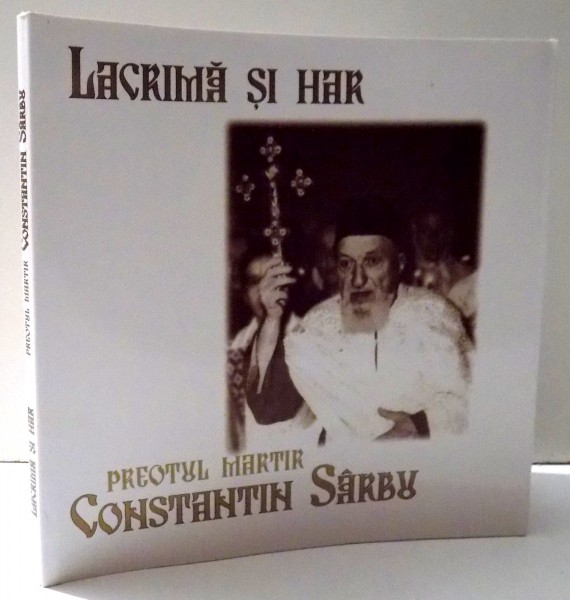 Lacrimă și har
preotul martir
Constantin Sârbu
Lacrimă și har preotul martir Constantin Sârbu